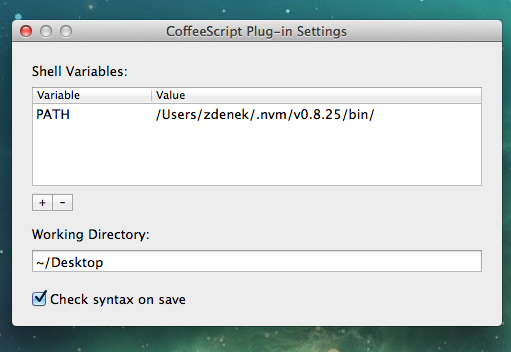 CoffeeScript Plug-in Settings
Shell Variables:
Variable Value
PATH /Users/zdenek/.nvm/v0.8.25/bin/
+ -
Working Directory:
~/Desktop
Check syntax on save